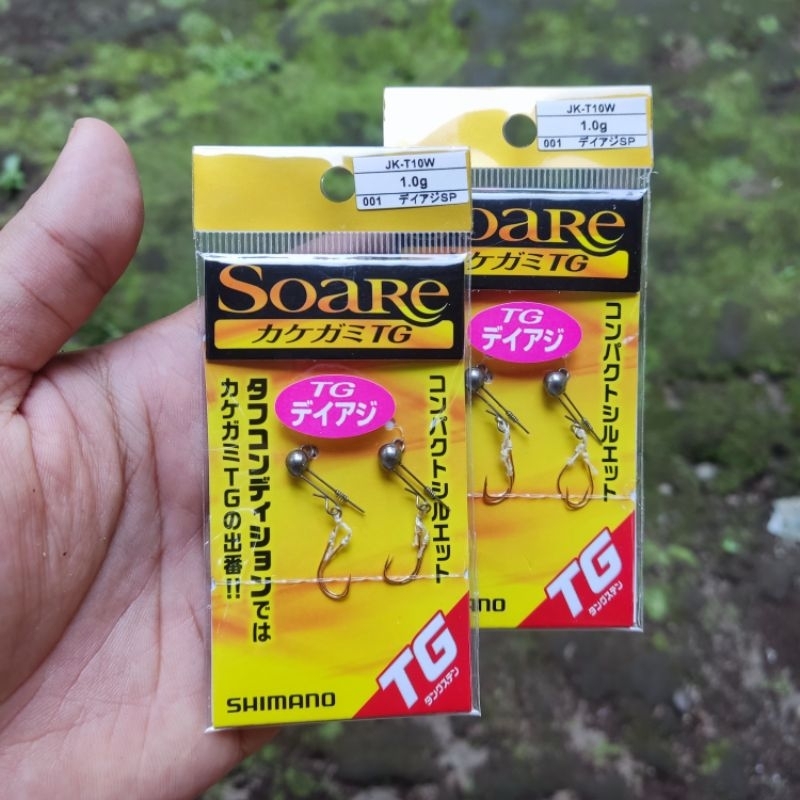 JK-T10W
1.0g
001 デイアジSP
SOARE
カケガミTG
TG
デイアジ
コンパクトシルエット
タフコンディションでは
カケガミTGの出番!!
TG
タングステン
SHIMANO
JK-T10W
1.0g
001 デイアジSP
OARE
ケガミTG
TG
デイアジ
コンパクトシルエット
TG
タングステン
ANO